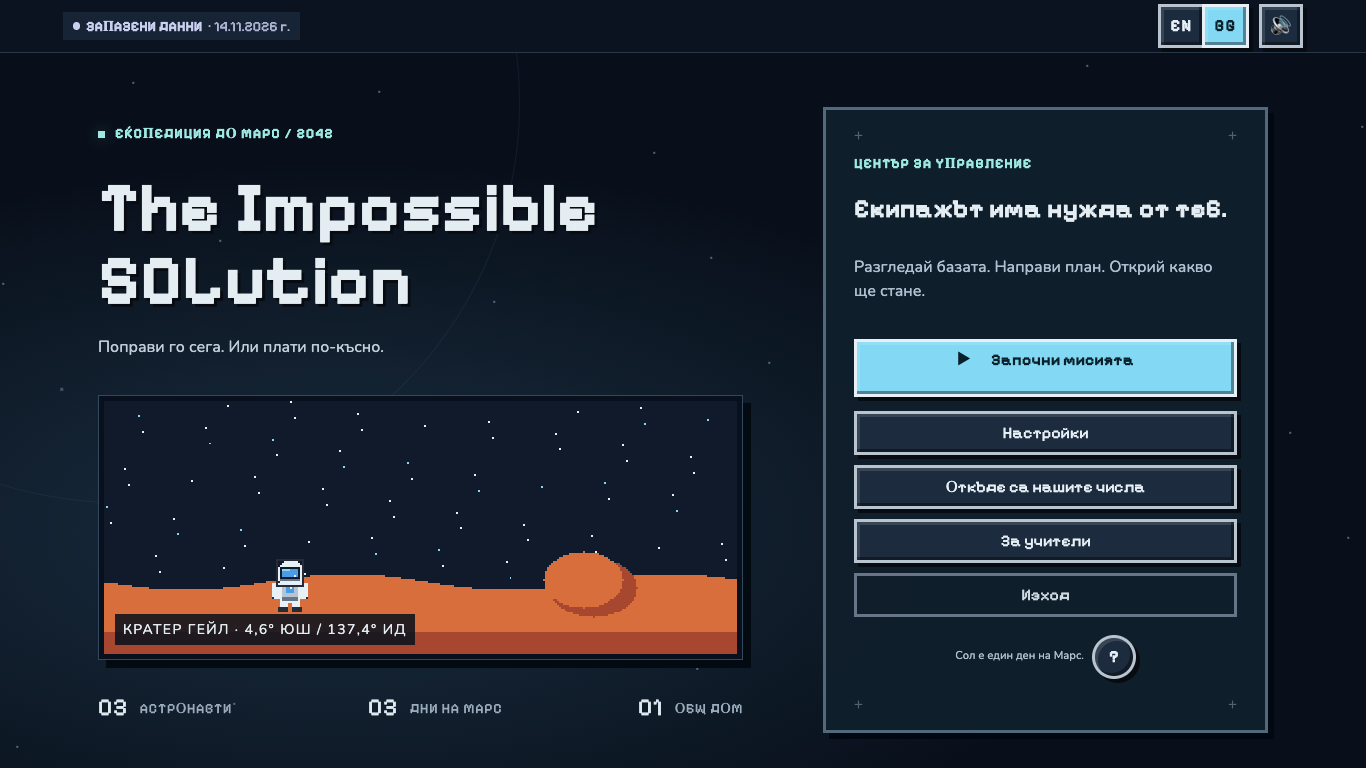 ЗАПАЗЕНИ ДАННИ · 14.11.2026 г.
EN BG
ЕКСПЕДИЦИЯ ДО МАРС / 2048
The Impossible
SOLution
Поправи го сега. Или плати по-късно.
КРАТЕР ГЕЙЛ · 4,6° ЮШ / 137,4° ИД
03 АСТРОНАВТИ
03 ДНИ НА МАРС
01 ОБЩ ДОМ
ЦЕНТЪР ЗА УПРАВЛЕНИЕ
Екипажът има нужда от теб.
Разгледай базата. Направи план. Открий какво
ще стане.
Започни мисията
Настройки
Откъде са нашите числа
За учители
Изход
Сол е един ден на Марс. ?